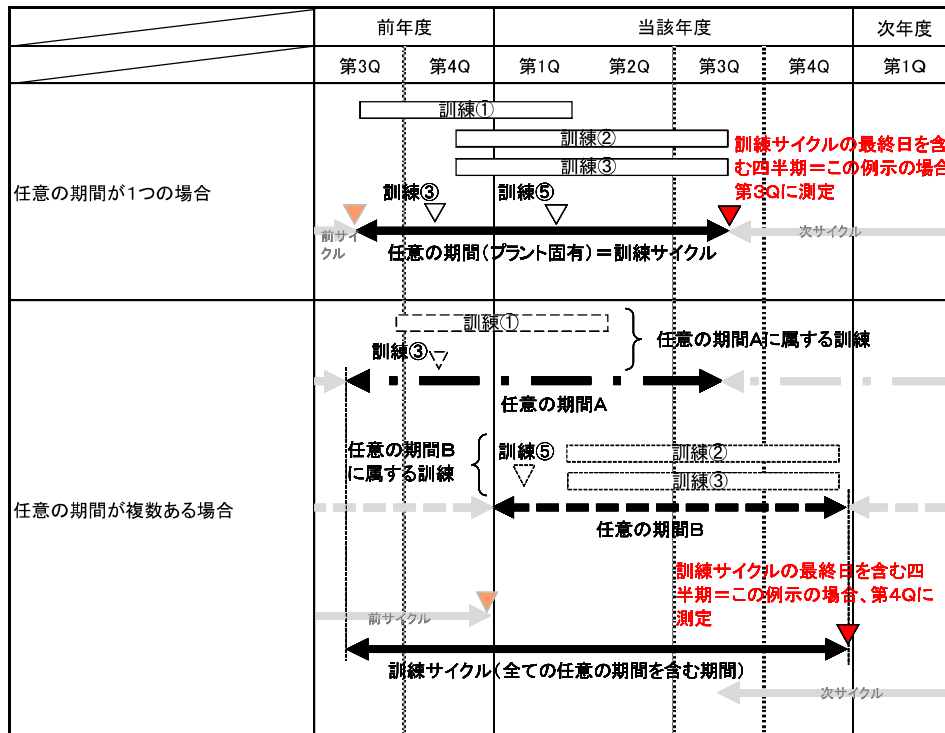 前年度
当該年度
次年度
第3Q
第4Q
第1Q
第2Q
第3Q
第4Q
第1Q
任意の期間が1つの場合
訓練①
訓練②
訓練③
訓練サイクルの最終日を含
む四半期=この例示の場合
第3Qに測定
訓練③
訓練⑤
前サイ
クル
次サイクル
任意の期間(プラント固有)=訓練サイクル
任意の期間が複数ある場合
訓練①
訓練③
任意の期間Aに属する訓練
任意の期間A
任意の期間B
に属する訓練
訓練⑤
訓練②
訓練③
任意の期間B
訓練サイクルの最終日を含む四
半期=この例示の場合、第4Qに
測定
前サイクル
訓練サイクル(全ての任意の期間を含む期間)
次サイクル